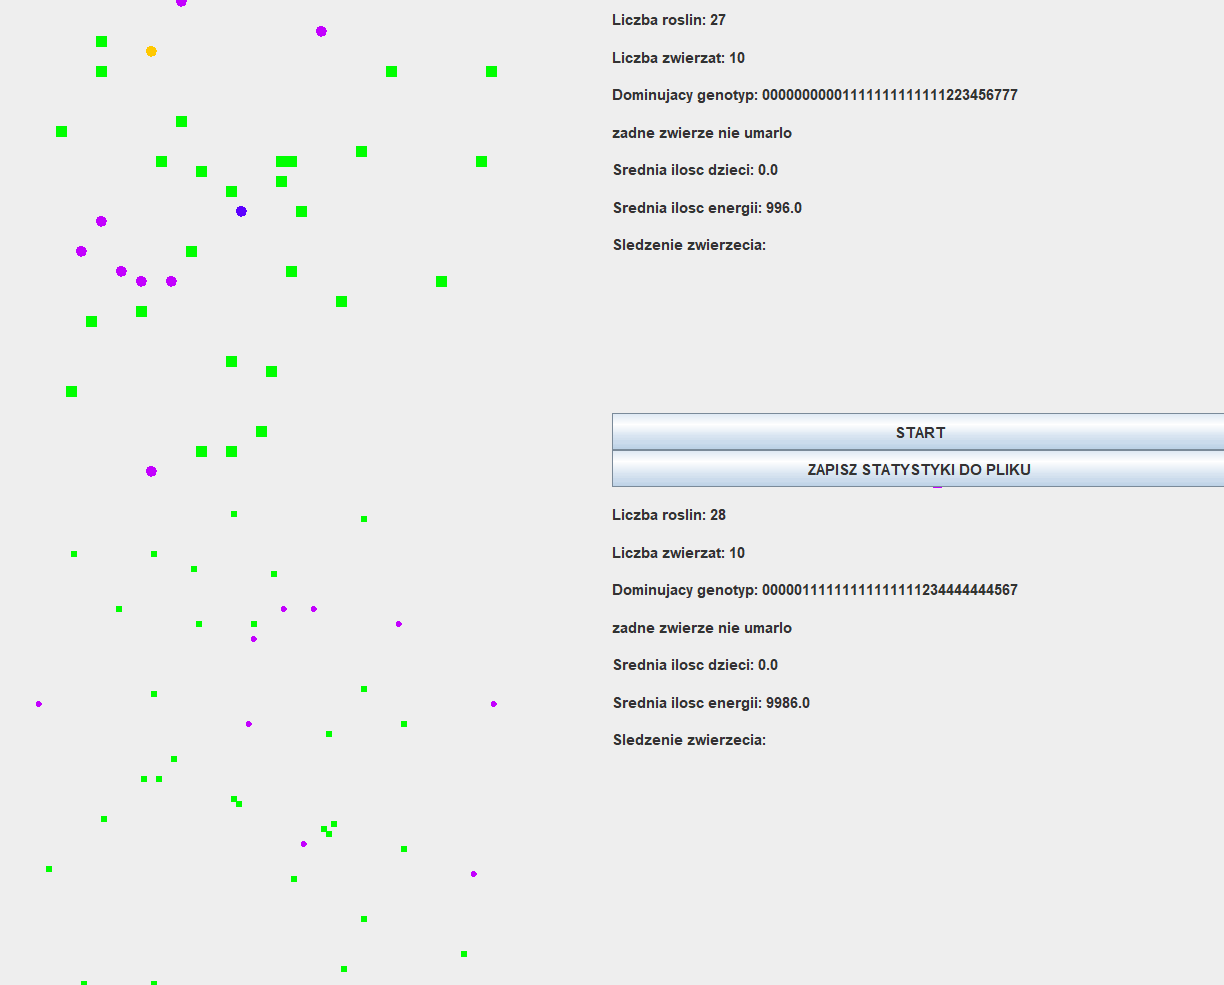 Liczba roslin: 27
Liczba zwierzat: 10
Dominujacy genotyp: 00000000001111111111111223456777
zadne zwierze nie umarlo
Srednia ilosc dzieci: 0.0
Srednia ilosc energii: 996.0
Sledzenie zwierzecia:
START
ZAPISZ STATYSTYKI DO PLIKU
Liczba roslin: 28
Liczba zwierzat: 10
Dominujacy genotyp: 00000111111111111111234444444567
zadne zwierze nie umarlo
Srednia ilosc dzieci: 0.0
Srednia ilosc energii: 9986.0
Sledzenie zwierzecia: